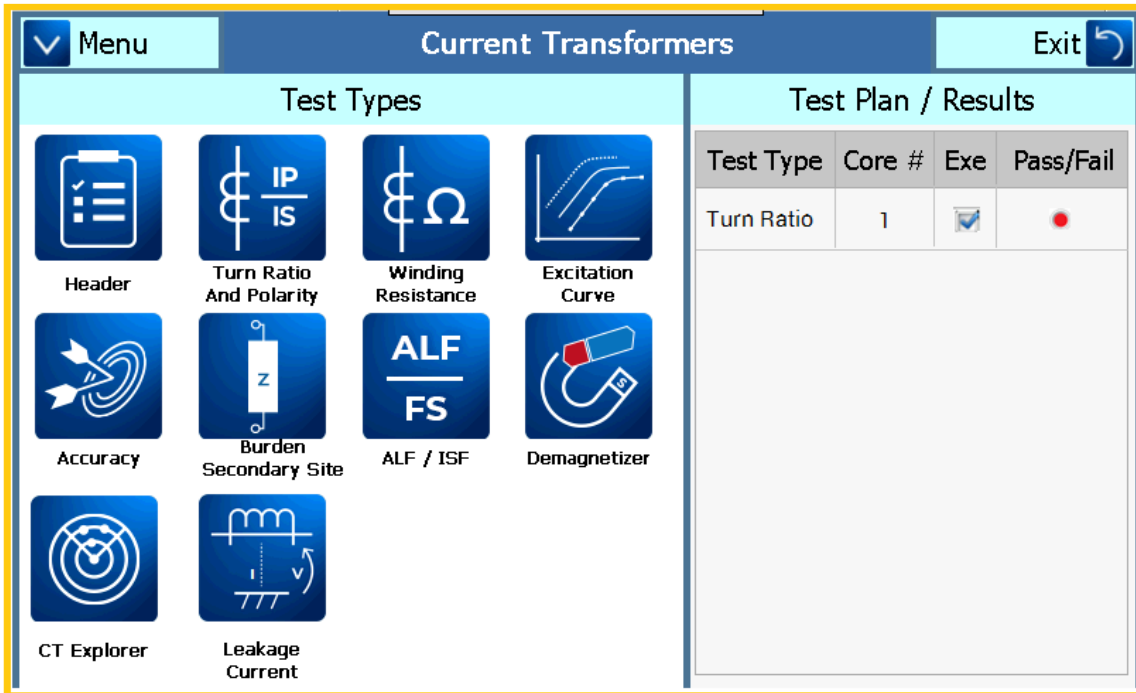 Menu
Current Transformers
Exit
Test Types
Test Plan / Results
IP
IS
Ω
Header
Turn Ratio
And Polarity
Winding
Resistance
Excitation
Curve
Z
ALF
FS
S
Accuracy
Burden
Secondary Site
ALF / ISF
Demagnetizer
I V
CT Explorer
Leakage
Current
Test Type Core # Exe Pass/Fail
Turn Ratio 1